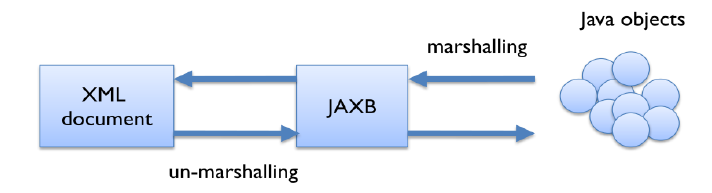 Java objects
marshalling
XML
document
JAXB
un-marshalling